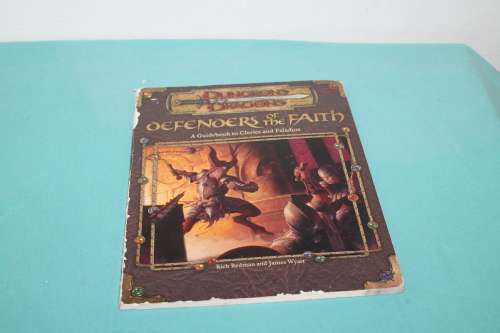 DUNGEONS
DRAGONS
DEFENDERS OF THE FAITH
A Guidebook to Clerics and Paladins
Rich Redman and James Wyatt